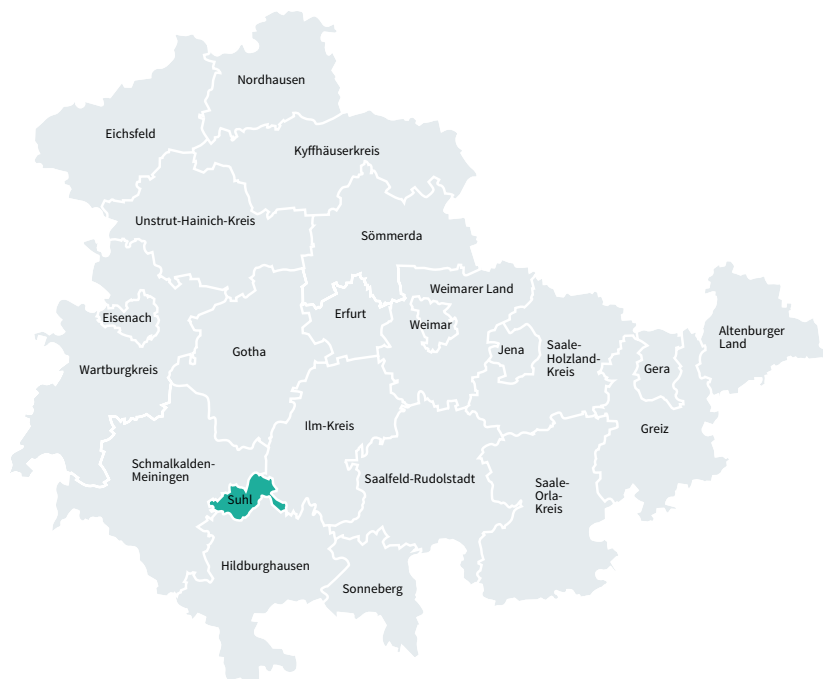 Nordhausen
Eichsfeld
Kyffhäuserkreis
Unstrut-Hainich-Kreis
Sömmerda
Weimarer Land
Eisenach
Erfurt
Weimar
Altenburger
Land
Gotha
Jena
Saale-
Holzland-
Kreis
Wartburgkreis
Gera
Ilm-Kreis
Greiz
Schmalkalden-
Meiningen
Saalfeld-Rudolstadt
Saale-
Orla-
Kreis
Suhl
Hildburghausen
Sonneberg